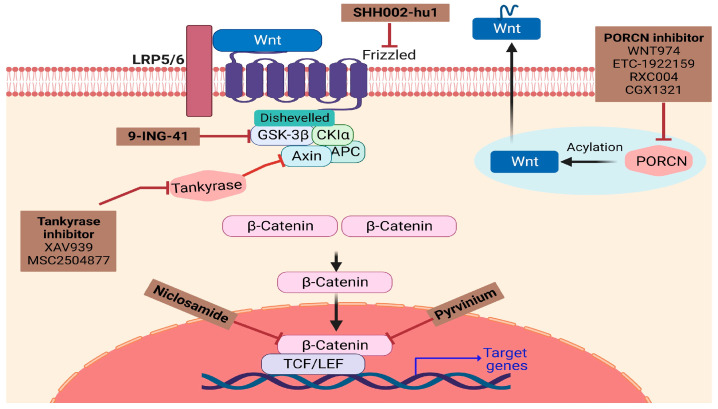 SHH002-hu1
Wnt
Wnt
LRP5/6
Frizzled
PORCN inhibitor
WNT974
ETC-1922159
RXC004
CGX1321
Dishevelled
9-ING-41
GSK-3β
CKIα
Axin
APC
Acylation
Wnt
PORCN
Tankyrase
Tankyrase
inhibitor
XAV939
MSC2504877
β-Catenin
β-Catenin
β-Catenin
Niclosamide
Pyrvinium
β-Catenin
TCF/LEF
Target
genes